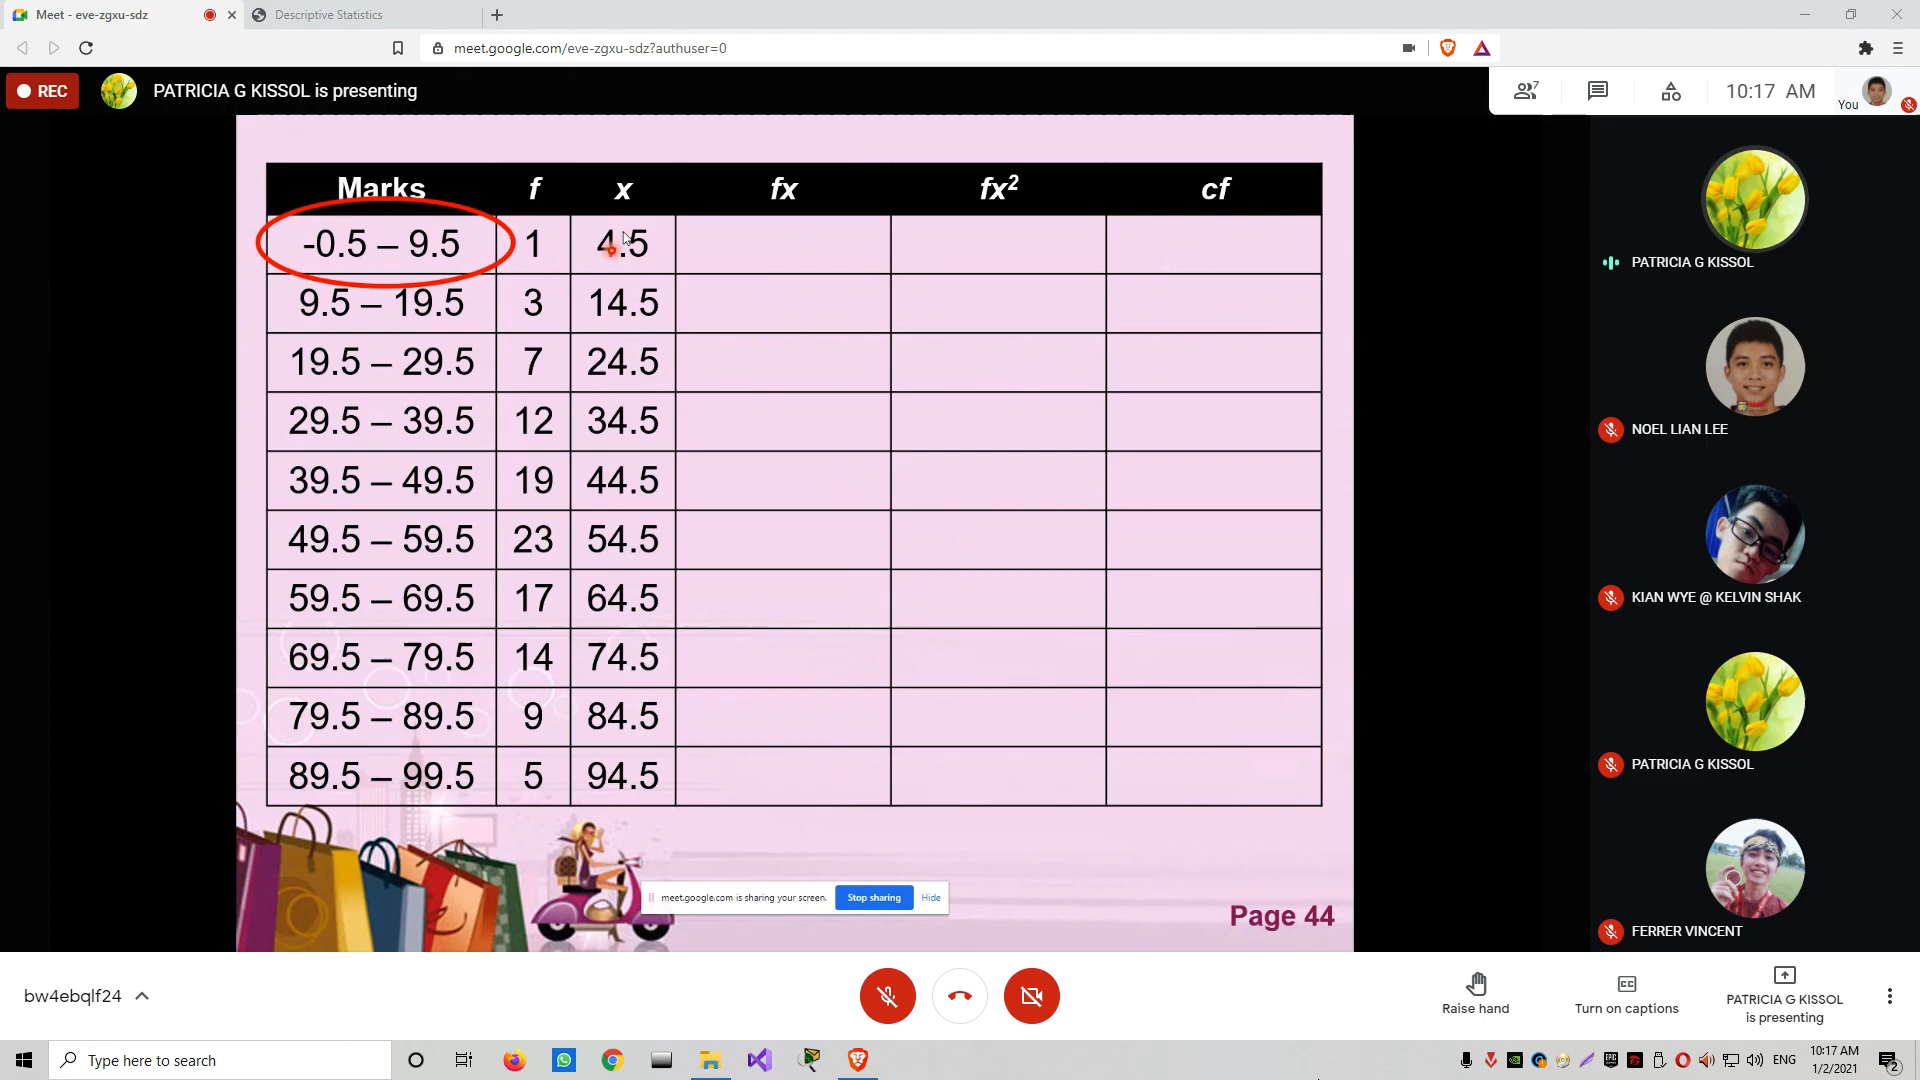 Meet - eve-zgxu-sdz
Descriptive Statistics
meet.google.com/eve-zgxu-sdz?authuser=0
REC
PATRICIA G KISSOL is presenting
7
10:17 AM
You
Marks f x fx fx² cf
-0.5 – 9.5 1 4.5
9.5 – 19.5 3 14.5
19.5 – 29.5 7 24.5
29.5 – 39.5 12 34.5
39.5 – 49.5 19 44.5
49.5 – 59.5 23 54.5
59.5 – 69.5 17 64.5
69.5 – 79.5 14 74.5
79.5 – 89.5 9 84.5
89.5 – 99.5 5 94.5
meet.google.com is sharing your screen.
Stop sharing
Hide
Page 44
PATRICIA G KISSOL
NOEL LIAN LEE
KIAN WYE @ KELVIN SHAK
PATRICIA G KISSOL
FERRER VINCENT
bw4ebqlf24
Raise hand
CC
Turn on captions
PATRICIA G KISSOL
is presenting
Type here to search
EPIC
ENG
10:17 AM
1/2/2021
2